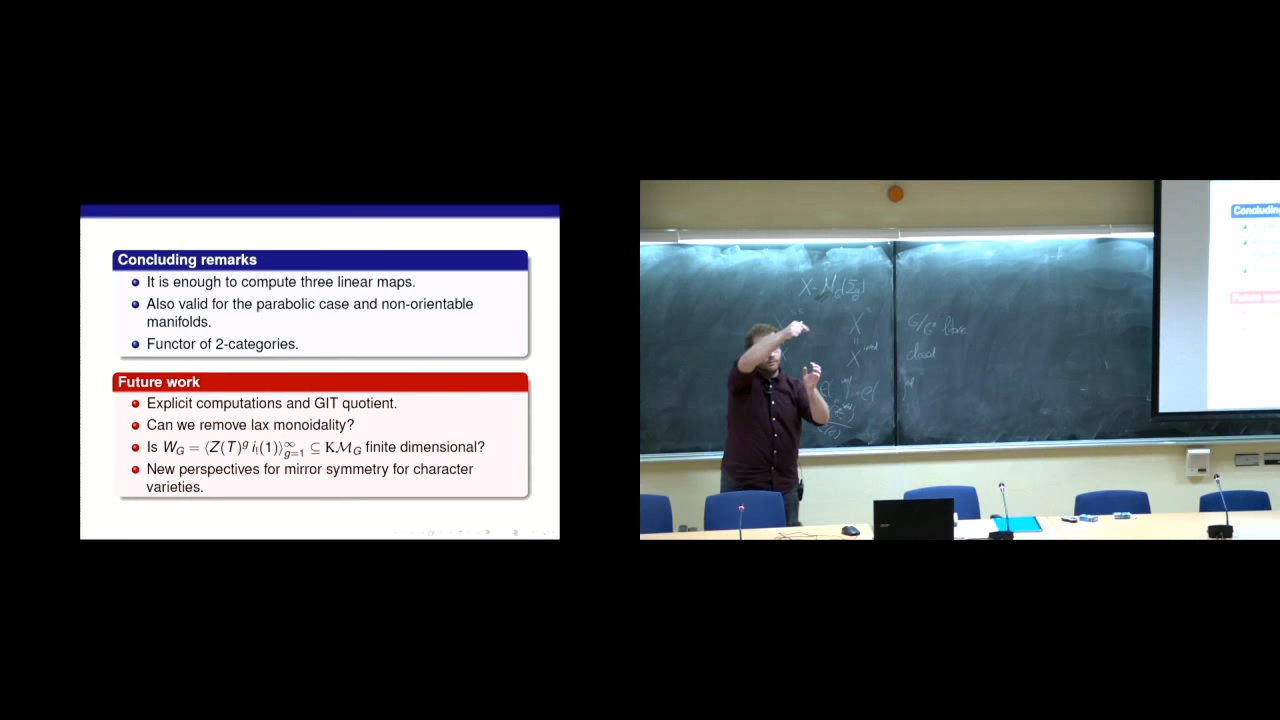 Concluding remarks
It is enough to compute three linear maps.
Also valid for the parabolic case and non-orientable
manifolds.
Functor of 2-categories.
Future work
Explicit computations and GIT quotient.
Can we remove lax monoidality?
Is W_G = ⟨Z(T)^g i_!(1)⟩_{g=1}^∞ ⊆ KM_G finite dimensional?
New perspectives for mirror symmetry for character
varieties.
Concluding